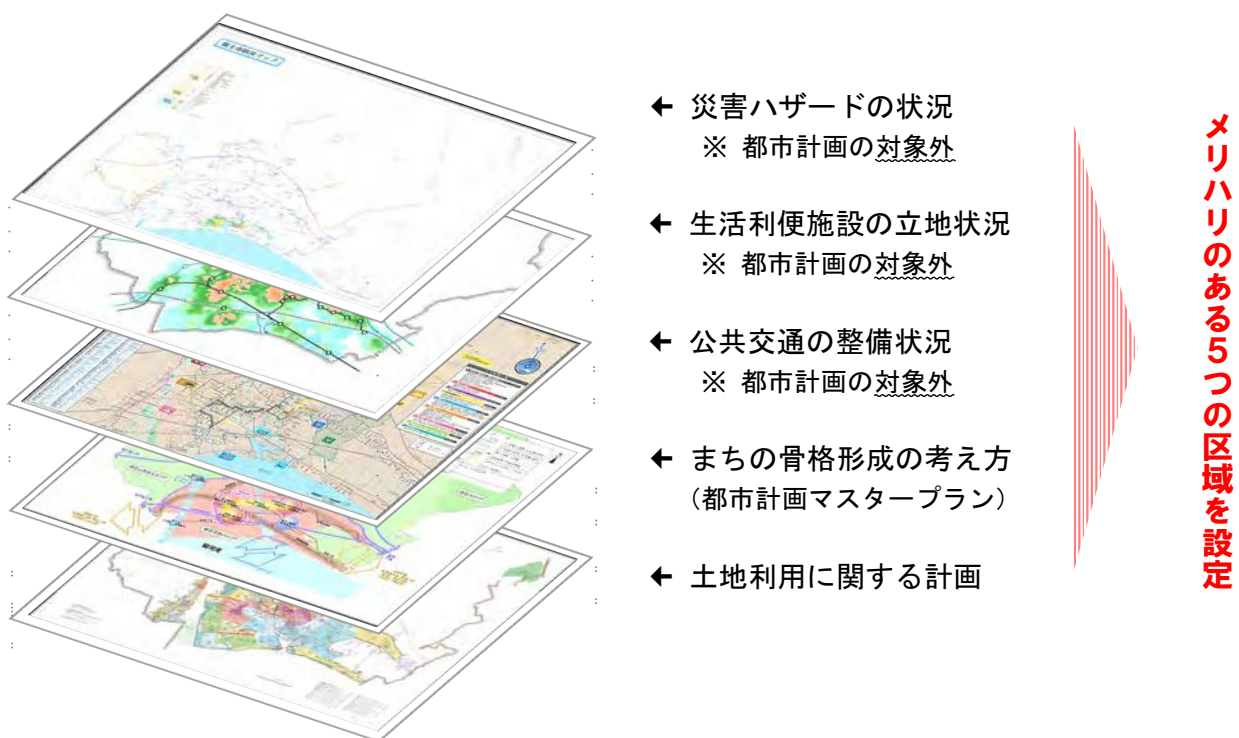 ← 災害ハザードの状況
※ 都市計画の対象外
← 生活利便施設の立地状況
※ 都市計画の対象外
← 公共交通の整備状況
※ 都市計画の対象外
← まちの骨格形成の考え方
（都市計画マスタープラン）
← 土地利用に関する計画
メリハリのある５つの区域を設定